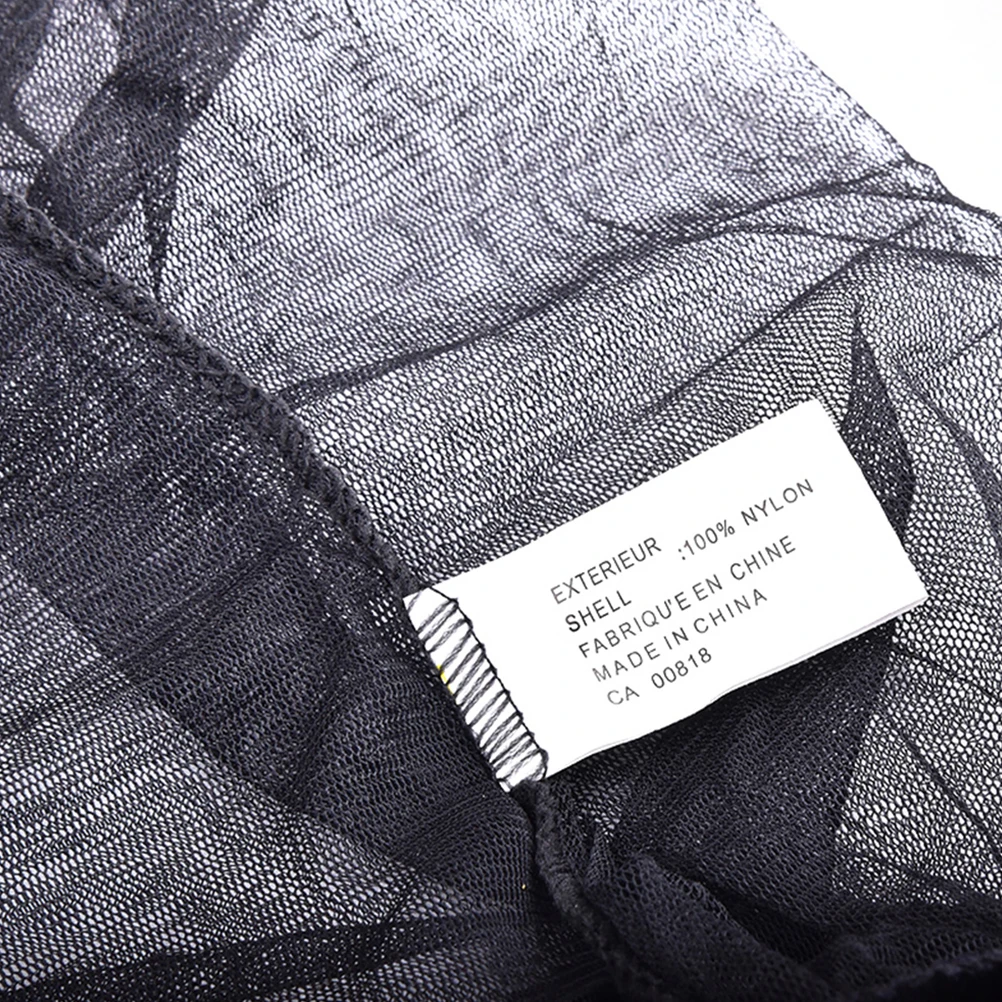 EXTERIEUR :100% NYLON
SHELL
FABRIQU'E EN CHINE
MADE IN CHINA
CA 00818